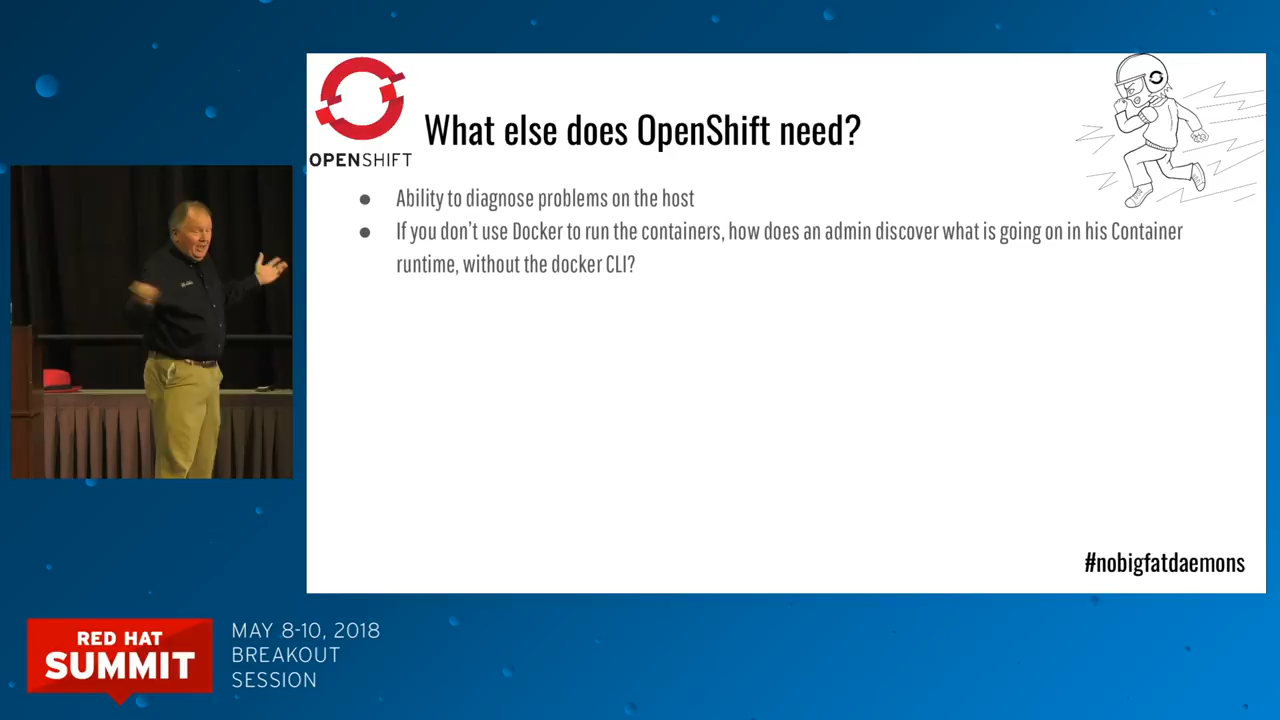 OPENSHIFT
What else does OpenShift need?
● Ability to diagnose problems on the host
● If you don't use Docker to run the containers, how does an admin discover what is going on in his Container
runtime, without the docker CLI?
#nobigfatdaemons
RED HAT
SUMMIT
MAY 8-10, 2018
BREAKOUT
SESSION